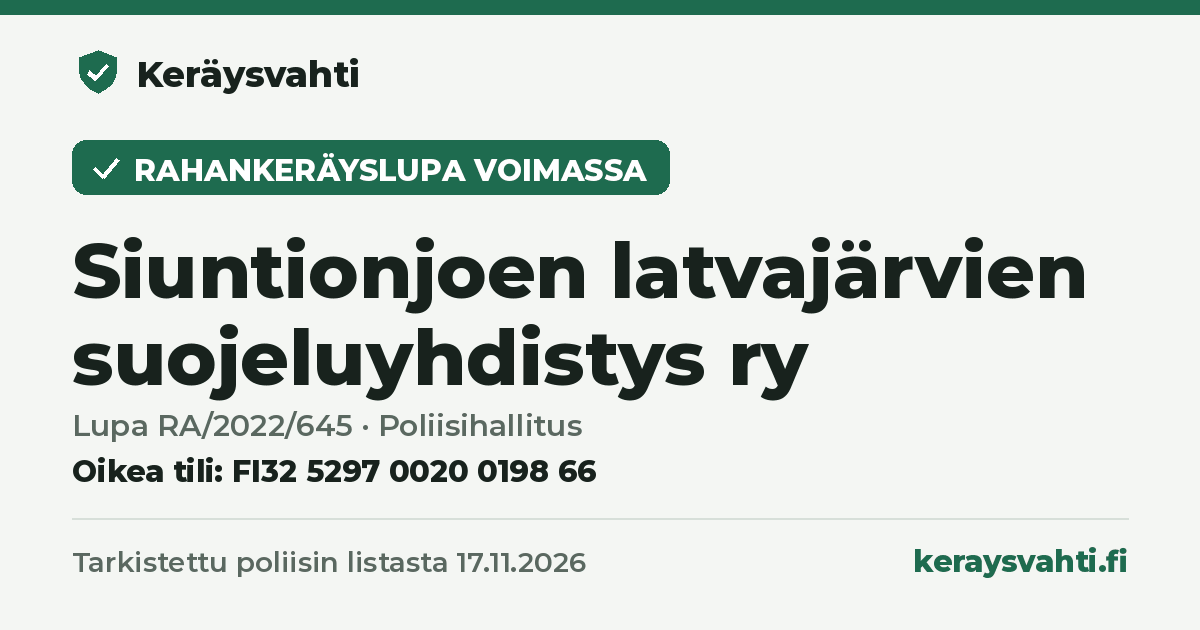 Keräysvahti
RAHANKERÄYSLUPA VOIMASSA
Siuntionjoen latvajärvien
suojeluyhdistys ry
Lupa RA/2022/645 · Poliisihallitus
Oikea tili: FI32 5297 0020 0198 66
Tarkistettu poliisin listasta 17.11.2026
keraysvahti.fi